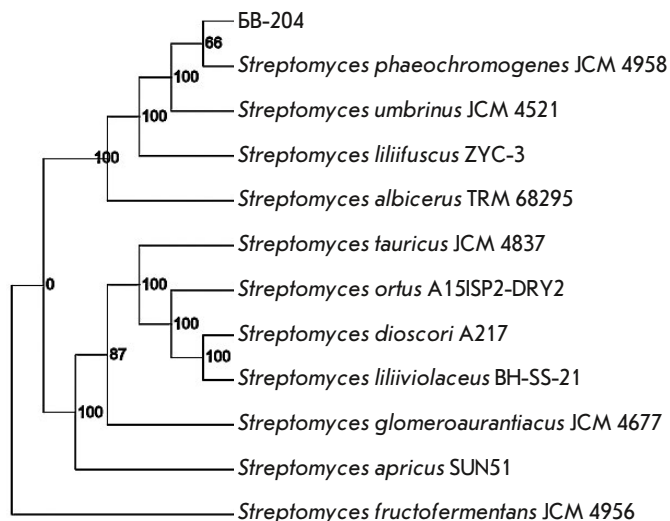 БВ-204
66
Streptomyces phaeochromogenes JCM 4958
100
Streptomyces umbrinus JCM 4521
100
Streptomyces liliifuscus ZYC-3
100
Streptomyces albicerus TRM 68295
Streptomyces tauricus JCM 4837
0
100
Streptomyces ortus A15ISP2-DRY2
100
Streptomyces dioscori A217
87
100
Streptomyces liliiviolaceus BH-SS-21
100
Streptomyces glomeroaurantiacus JCM 4677
Streptomyces apricus SUN51
Streptomyces fructofermentans JCM 4956